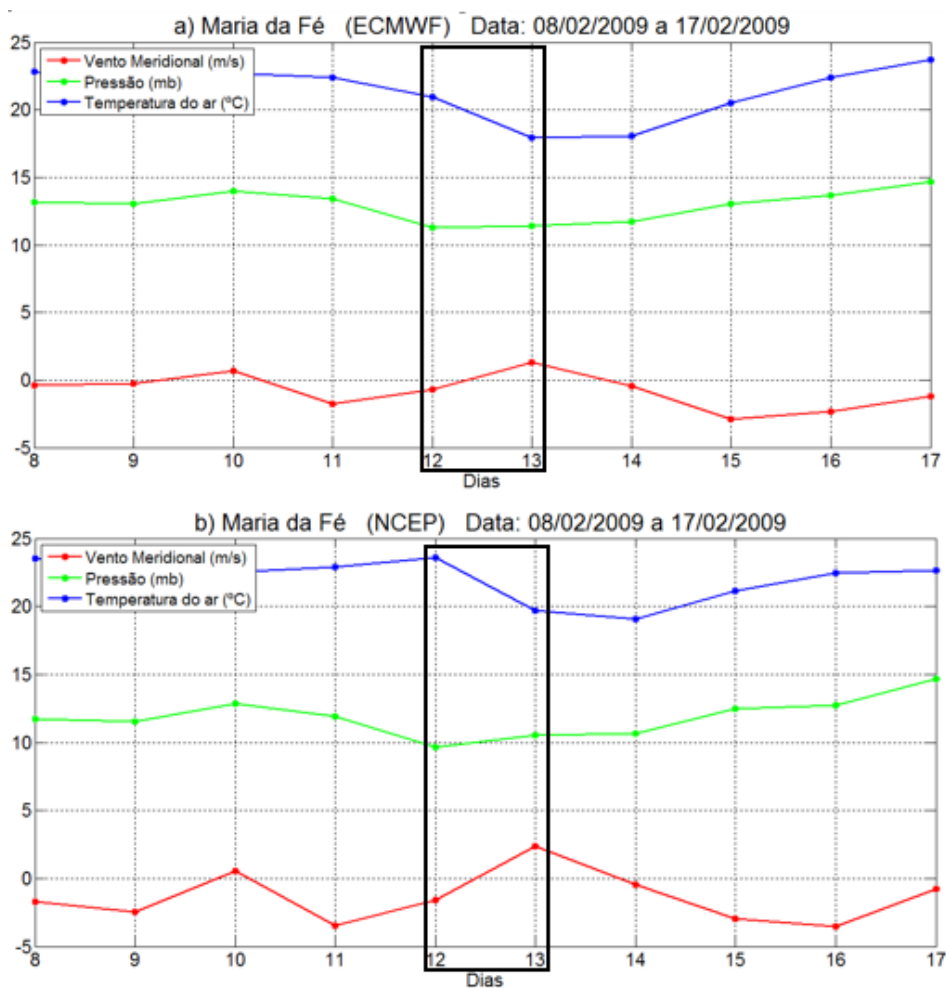 a) Maria da Fé (ECMWF) Data: 08/02/2009 a 17/02/2009
25
Vento Meridional (m/s)
Pressão (mb)
Temperatura do ar (ºC)
20
15
10
5
0
-5
8 9 10 11 12 13 14 15 16 17
Dias
b) Maria da Fé (NCEP) Data: 08/02/2009 a 17/02/2009
25
Vento Meridional (m/s)
Pressão (mb)
Temperatura do ar (ºC)
20
15
10
5
0
-5
8 9 10 11 12 13 14 15 16 17
Dias